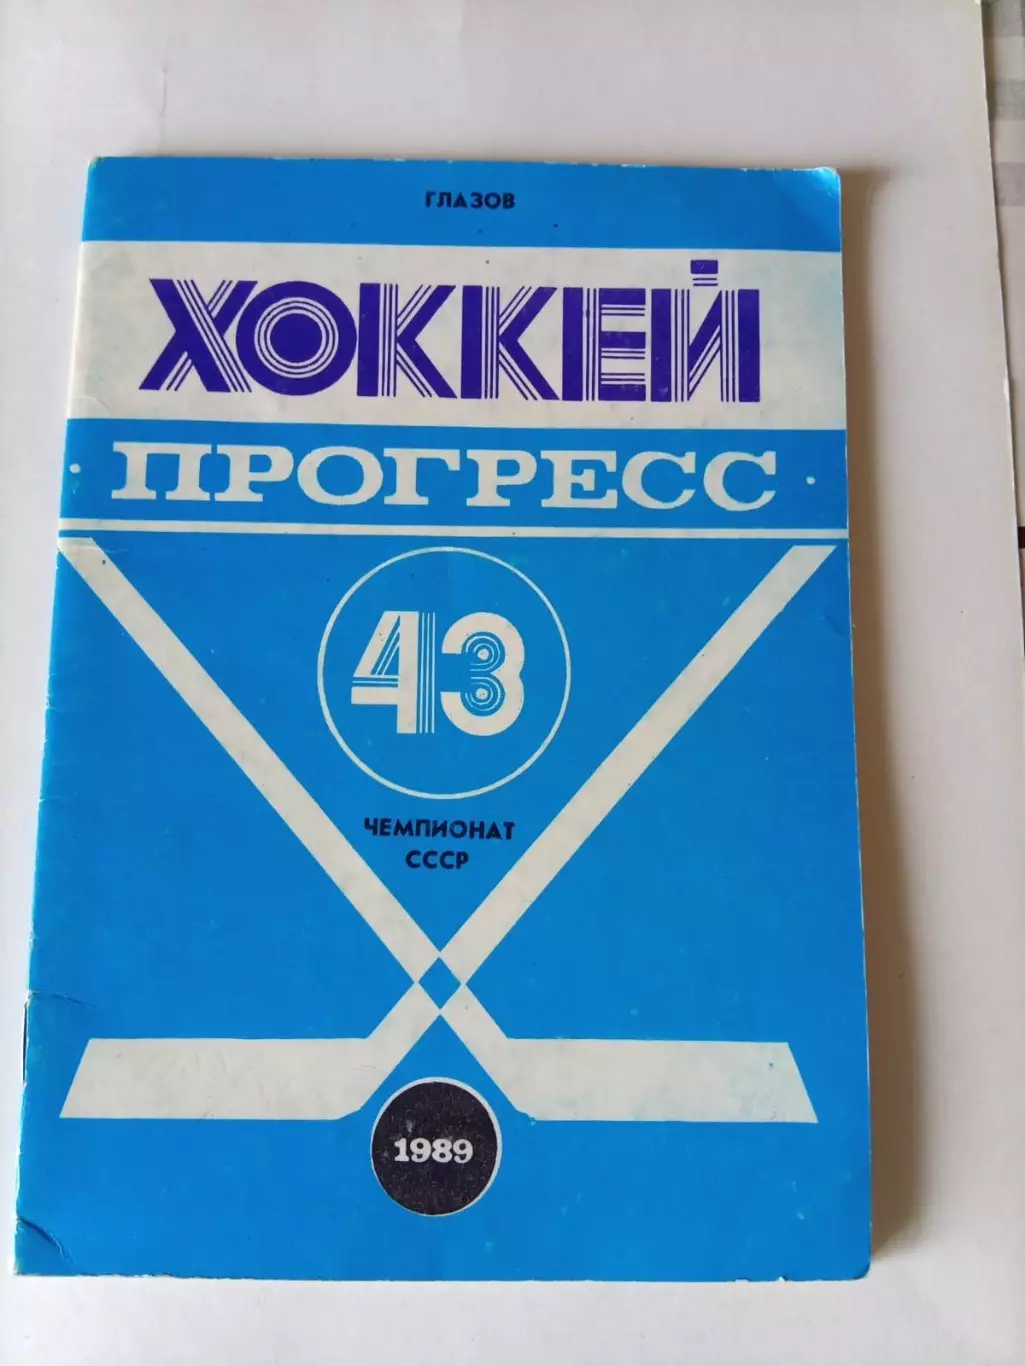 ГЛАЗОВ
ХОККЕЙ
· ПРОГРЕСС ·
43
ЧЕМПИОНАТ
СССР
1989